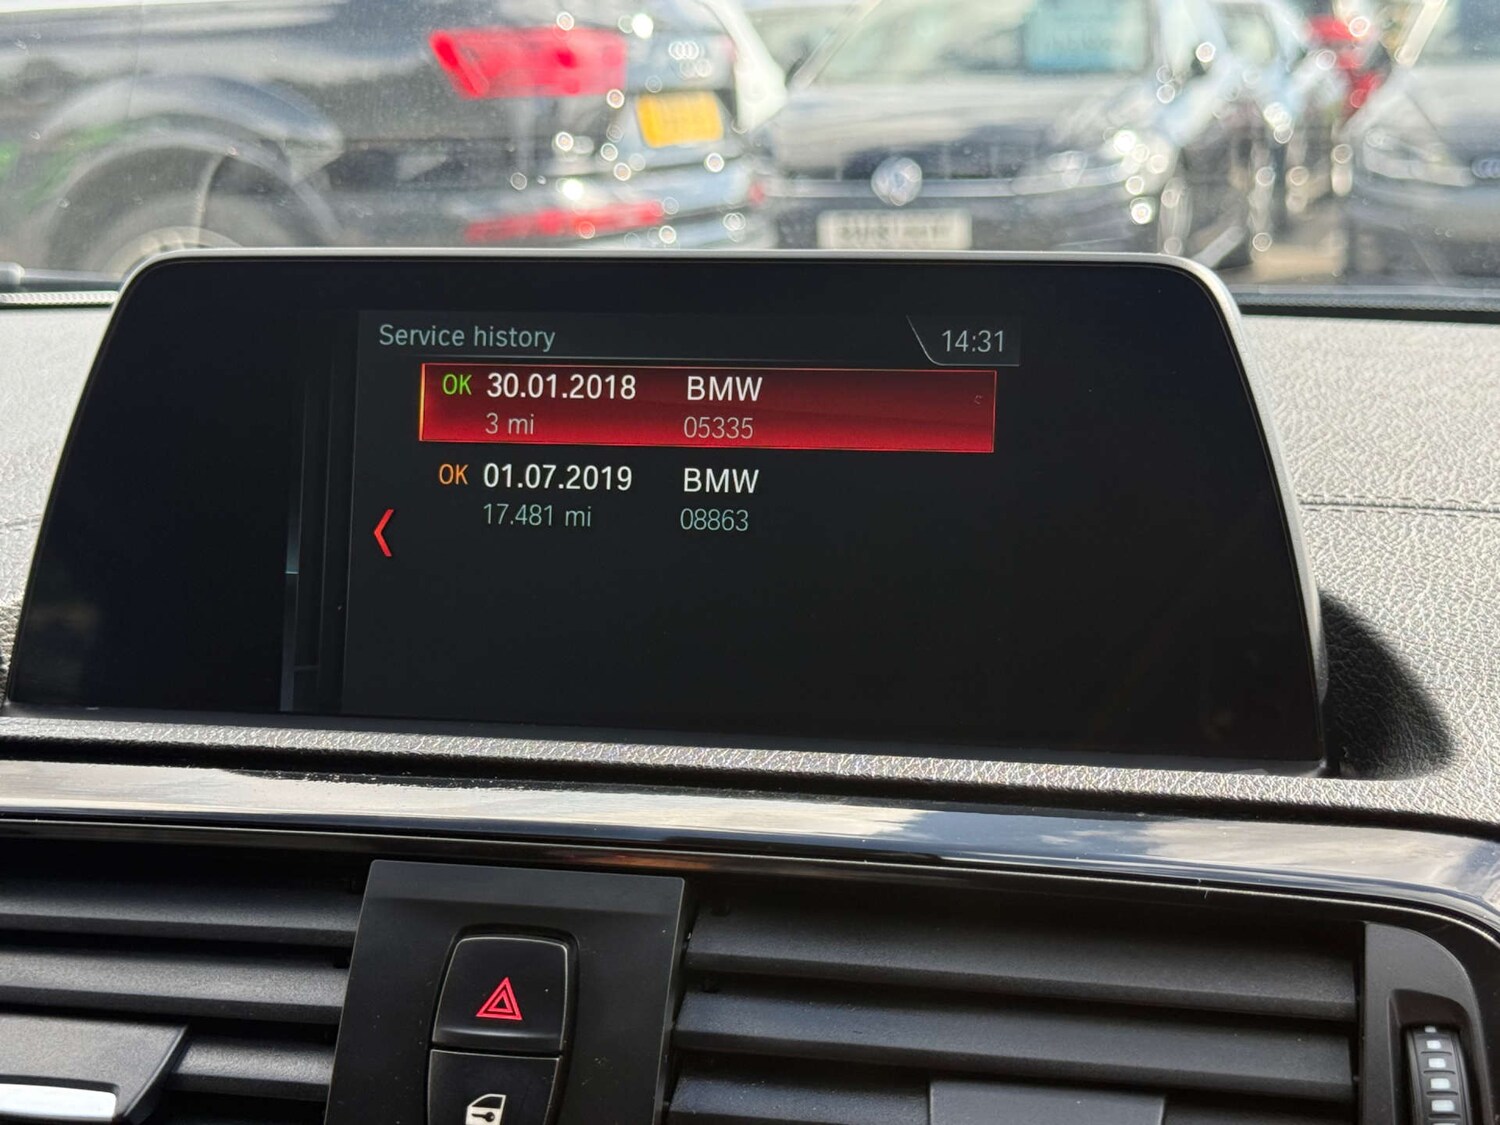 Service history 14:31
OK 30.01.2018 BMW
3 mi 05335
OK 01.07.2019 BMW
17.481 mi 08863